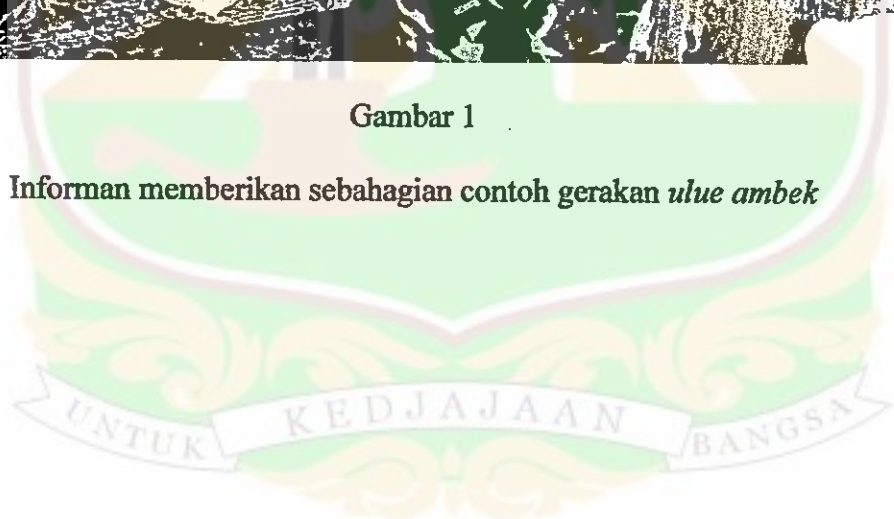 Gambar 1
Informan memberikan sebahagian contoh gerakan ulue ambek
UNTUK KEDJAJAAN BANGSA